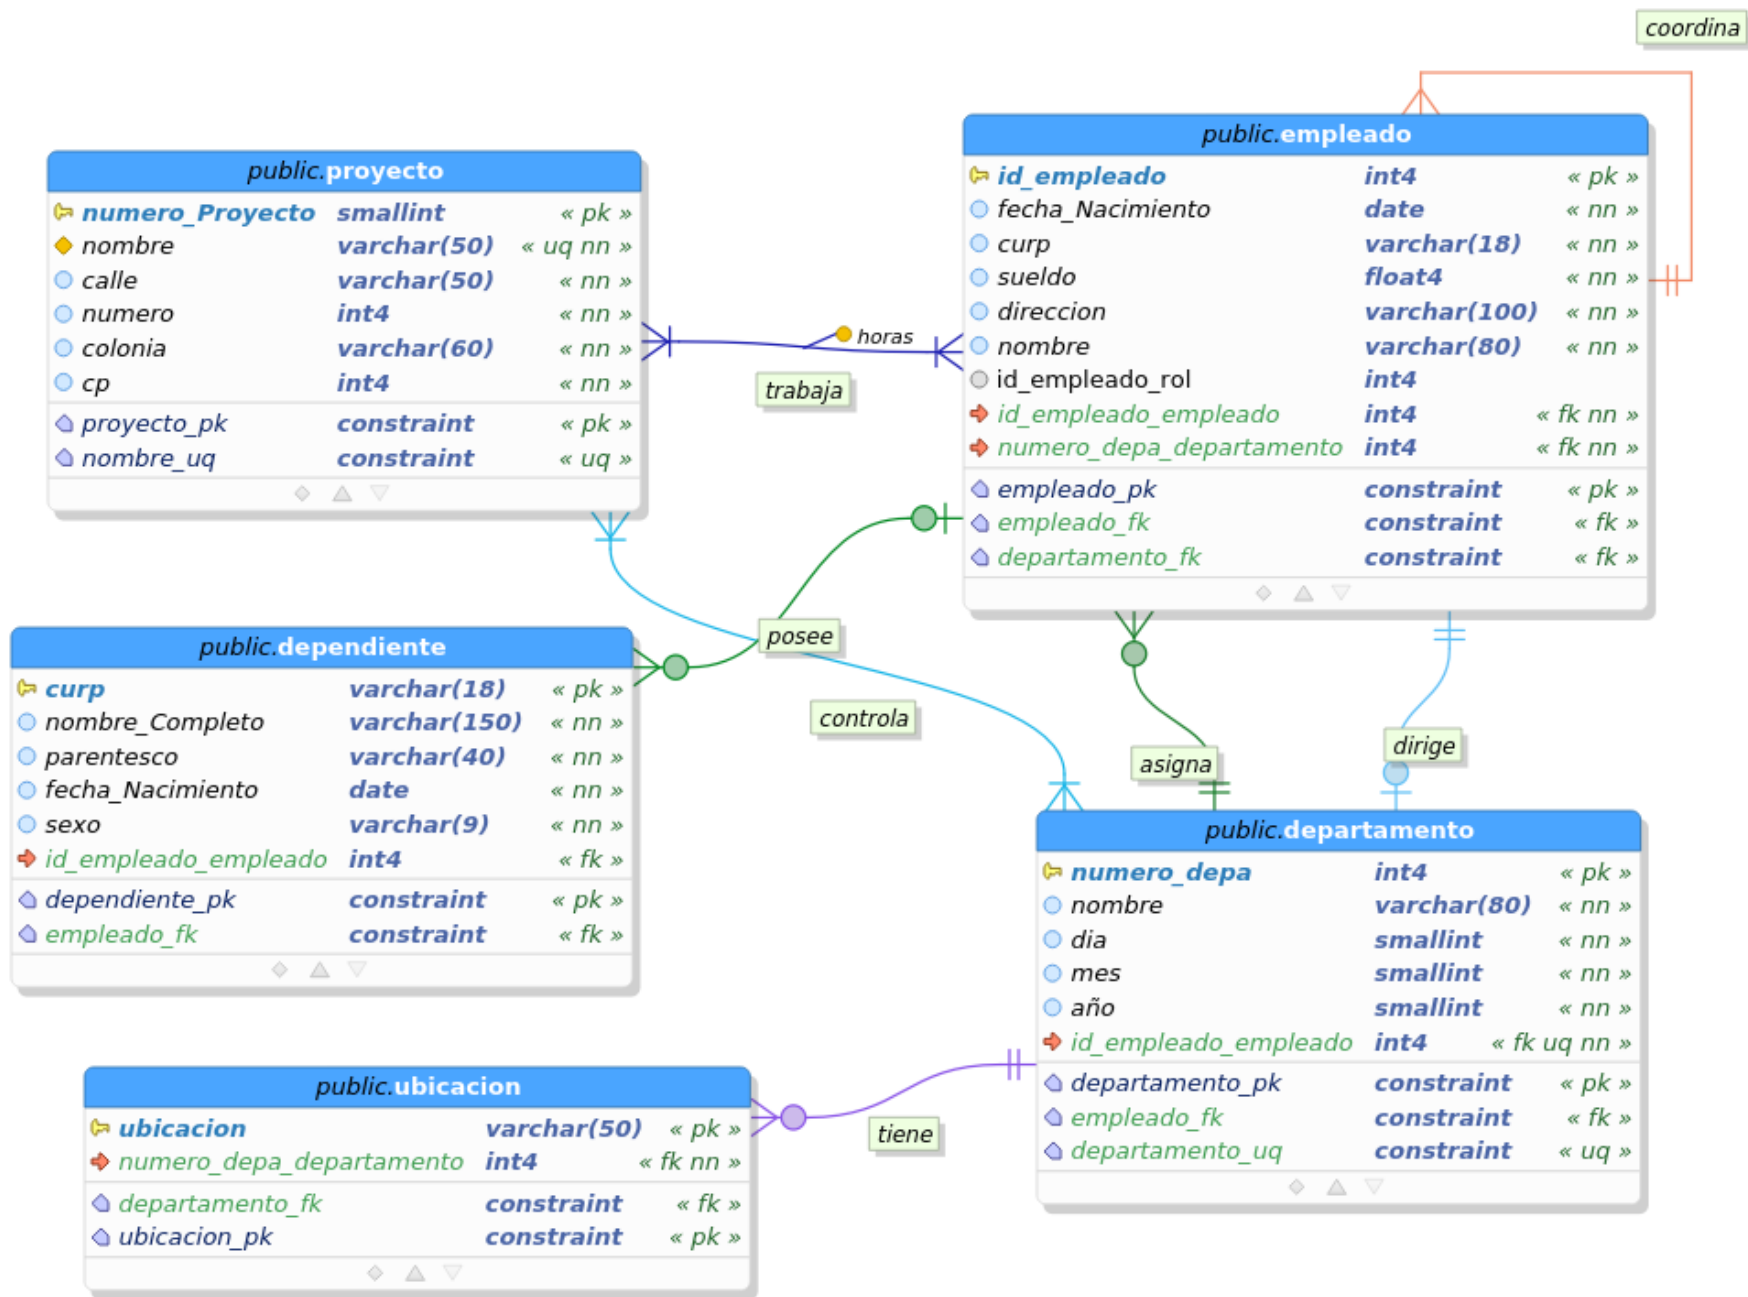 coordina
public.proyecto
numero_Proyecto smallint « pk »
nombre varchar(50) « uq nn »
calle varchar(50) « nn »
numero int4 « nn »
colonia varchar(60) « nn »
cp int4 « nn »
proyecto_pk constraint « pk »
nombre_uq constraint « uq »
horas
trabaja
public.empleado
id_empleado int4 « pk »
fecha_Nacimiento date « nn »
curp varchar(18) « nn »
sueldo float4 « nn »
direccion varchar(100) « nn »
nombre varchar(80) « nn »
id_empleado_rol int4
id_empleado_empleado int4 « fk nn »
numero_depa_departamento int4 « fk nn »
empleado_pk constraint « pk »
empleado_fk constraint « fk »
departamento_fk constraint « fk »
posee
controla
asigna
dirige
public.dependiente
curp varchar(18) « pk »
nombre_Completo varchar(150) « nn »
parentesco varchar(40) « nn »
fecha_Nacimiento date « nn »
sexo varchar(9) « nn »
id_empleado_empleado int4 « fk »
dependiente_pk constraint « pk »
empleado_fk constraint « fk »
public.departamento
numero_depa int4 « pk »
nombre varchar(80) « nn »
dia smallint « nn »
mes smallint « nn »
año smallint « nn »
id_empleado_empleado int4 « fk uq nn »
departamento_pk constraint « pk »
empleado_fk constraint « fk »
departamento_uq constraint « uq »
public.ubicacion
ubicacion varchar(50) « pk »
numero_depa_departamento int4 « fk nn »
departamento_fk constraint « fk »
ubicacion_pk constraint « pk »
tiene